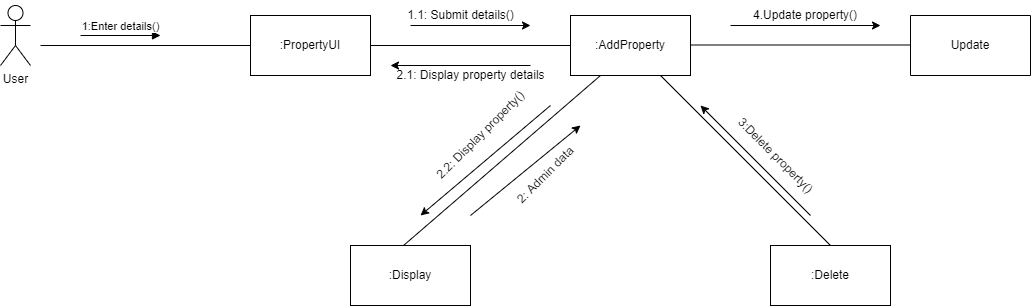 1:Enter details()
1.1: Submit details()
4.Update property()
User
:PropertyUI
:AddProperty
Update
2.1: Display property details
2.2: Display property()
2: Admin data
3:Delete property()
:Display
:Delete